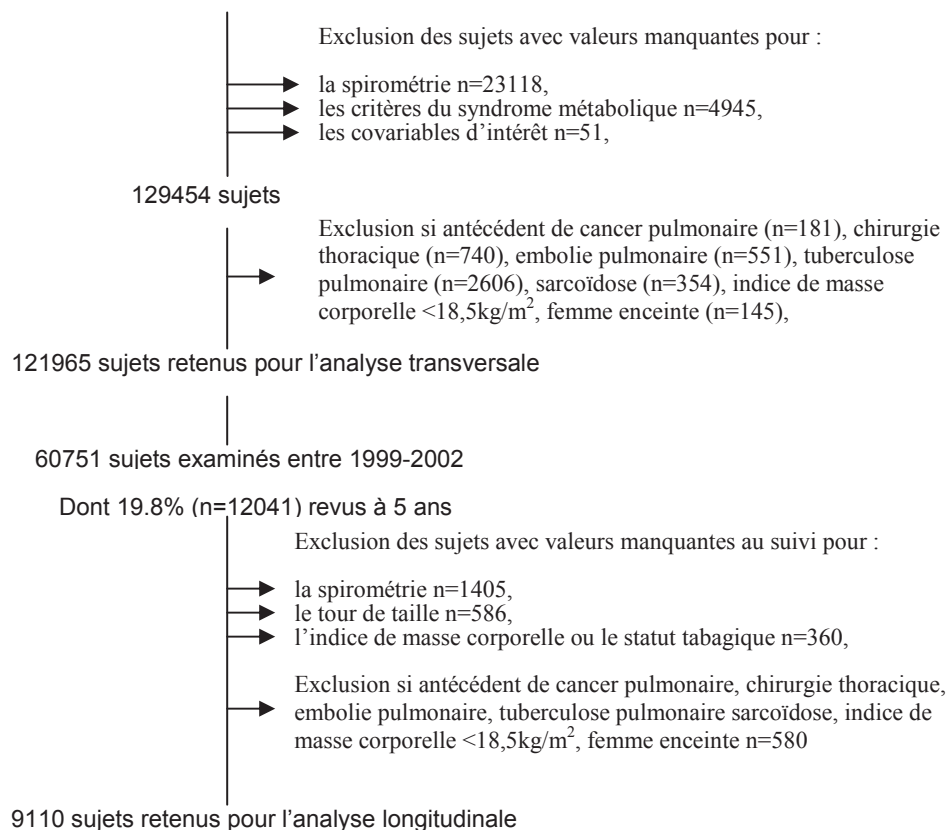 Exclusion des sujets avec valeurs manquantes pour :
la spirométrie n=23118,
les critères du syndrome métabolique n=4945,
les covariables d'intérêt n=51,
129454 sujets
Exclusion si antécédent de cancer pulmonaire (n=181), chirurgie
thoracique (n=740), embolie pulmonaire (n=551), tuberculose
pulmonaire (n=2606), sarcoïdose (n=354), indice de masse
corporelle <18,5kg/m², femme enceinte (n=145),
121965 sujets retenus pour l'analyse transversale
60751 sujets examinés entre 1999-2002
Dont 19.8% (n=12041) revus à 5 ans
Exclusion des sujets avec valeurs manquantes au suivi pour :
la spirométrie n=1405,
le tour de taille n=586,
l'indice de masse corporelle ou le statut tabagique n=360,
Exclusion si antécédent de cancer pulmonaire, chirurgie thoracique,
embolie pulmonaire, tuberculose pulmonaire sarcoïdose, indice de
masse corporelle <18,5kg/m², femme enceinte n=580
9110 sujets retenus pour l'analyse longitudinale